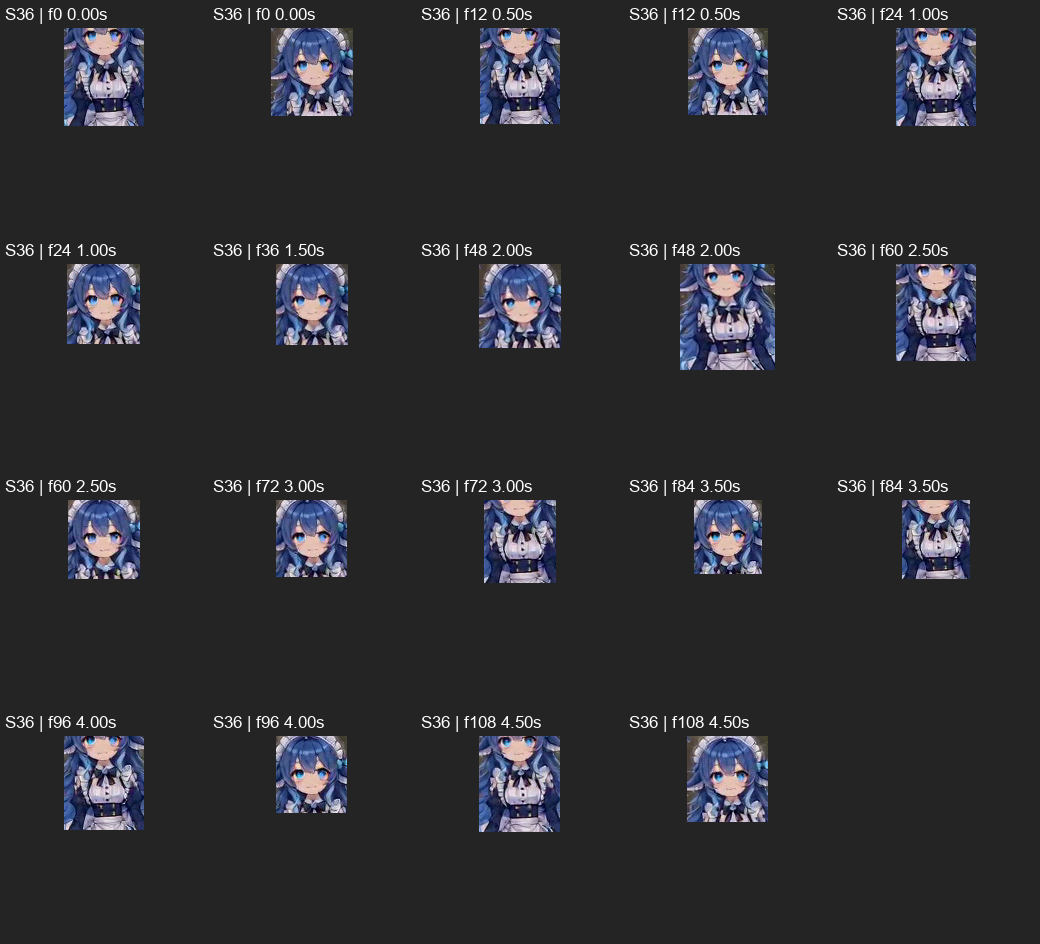 S36 | f0 0.00s
S36 | f0 0.00s
S36 | f12 0.50s
S36 | f12 0.50s
S36 | f24 1.00s
S36 | f24 1.00s
S36 | f36 1.50s
S36 | f48 2.00s
S36 | f48 2.00s
S36 | f60 2.50s
S36 | f60 2.50s
S36 | f72 3.00s
S36 | f72 3.00s
S36 | f84 3.50s
S36 | f84 3.50s
S36 | f96 4.00s
S36 | f96 4.00s
S36 | f108 4.50s
S36 | f108 4.50s